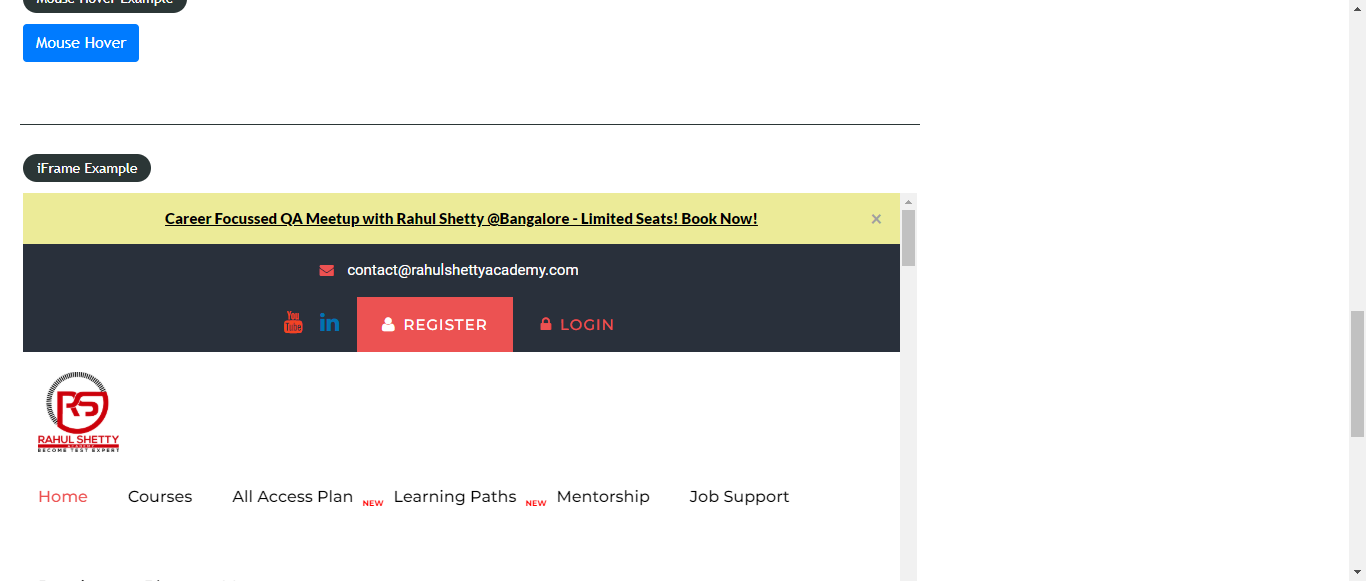 Mouse Hover Example
Mouse Hover
iFrame Example
Career Focussed QA Meetup with Rahul Shetty @Bangalore - Limited Seats! Book Now!
×
contact@rahulshettyacademy.com
You Tube in REGISTER LOGIN
RS
RAHUL SHETTY
ACADEMY
BECOME TEST EXPERT
Home Courses All Access Plan NEW Learning Paths NEW Mentorship Job Support